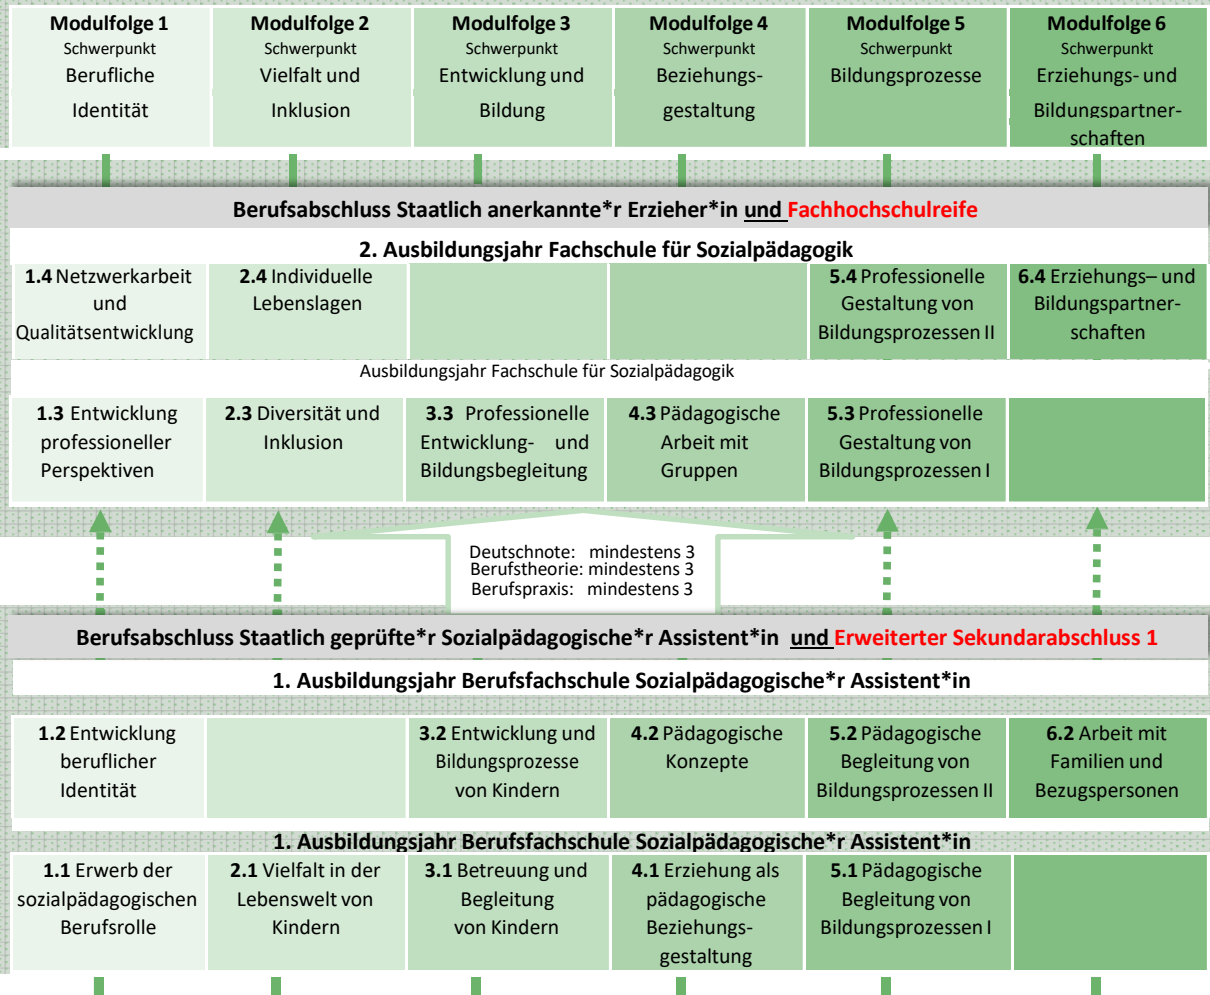 Modulfolge 1
Schwerpunkt
Berufliche
Identität
Modulfolge 2
Schwerpunkt
Vielfalt und
Inklusion
Modulfolge 3
Schwerpunkt
Entwicklung und
Bildung
Modulfolge 4
Schwerpunkt
Beziehungs-
gestaltung
Modulfolge 5
Schwerpunkt
Bildungsprozesse
Modulfolge 6
Schwerpunkt
Erziehungs- und
Bildungspartner-
schaften
Berufsabschluss Staatlich anerkannte*r Erzieher*in und Fachhochschulreife
2. Ausbildungsjahr Fachschule für Sozialpädagogik
1.4 Netzwerkarbeit
und
Qualitätsentwicklung
2.4 Individuelle
Lebenslagen
5.4 Professionelle
Gestaltung von
Bildungsprozessen II
6.4 Erziehungs– und
Bildungspartner-
schaften
Ausbildungsjahr Fachschule für Sozialpädagogik
1.3 Entwicklung
professioneller
Perspektiven
2.3 Diversität und
Inklusion
3.3 Professionelle
Entwicklung- und
Bildungsbegleitung
4.3 Pädagogische
Arbeit mit
Gruppen
5.3 Professionelle
Gestaltung von
Bildungsprozessen I
Deutschnote: mindestens 3
Berufstheorie: mindestens 3
Berufspraxis: mindestens 3
Berufsabschluss Staatlich geprüfte*r Sozialpädagogische*r Assistent*in und Erweiterter Sekundarabschluss 1
1. Ausbildungsjahr Berufsfachschule Sozialpädagogische*r Assistent*in
1.2 Entwicklung
beruflicher
Identität
3.2 Entwicklung und
Bildungsprozesse
von Kindern
4.2 Pädagogische
Konzepte
5.2 Pädagogische
Begleitung von
Bildungsprozessen II
6.2 Arbeit mit
Familien und
Bezugspersonen
1. Ausbildungsjahr Berufsfachschule Sozialpädagogische*r Assistent*in
1.1 Erwerb der
sozialpädagogischen
Berufsrolle
2.1 Vielfalt in der
Lebenswelt von
Kindern
3.1 Betreuung und
Begleitung
von Kindern
4.1 Erziehung als
pädagogische
Beziehungs-
gestaltung
5.1 Pädagogische
Begleitung von
Bildungsprozessen I